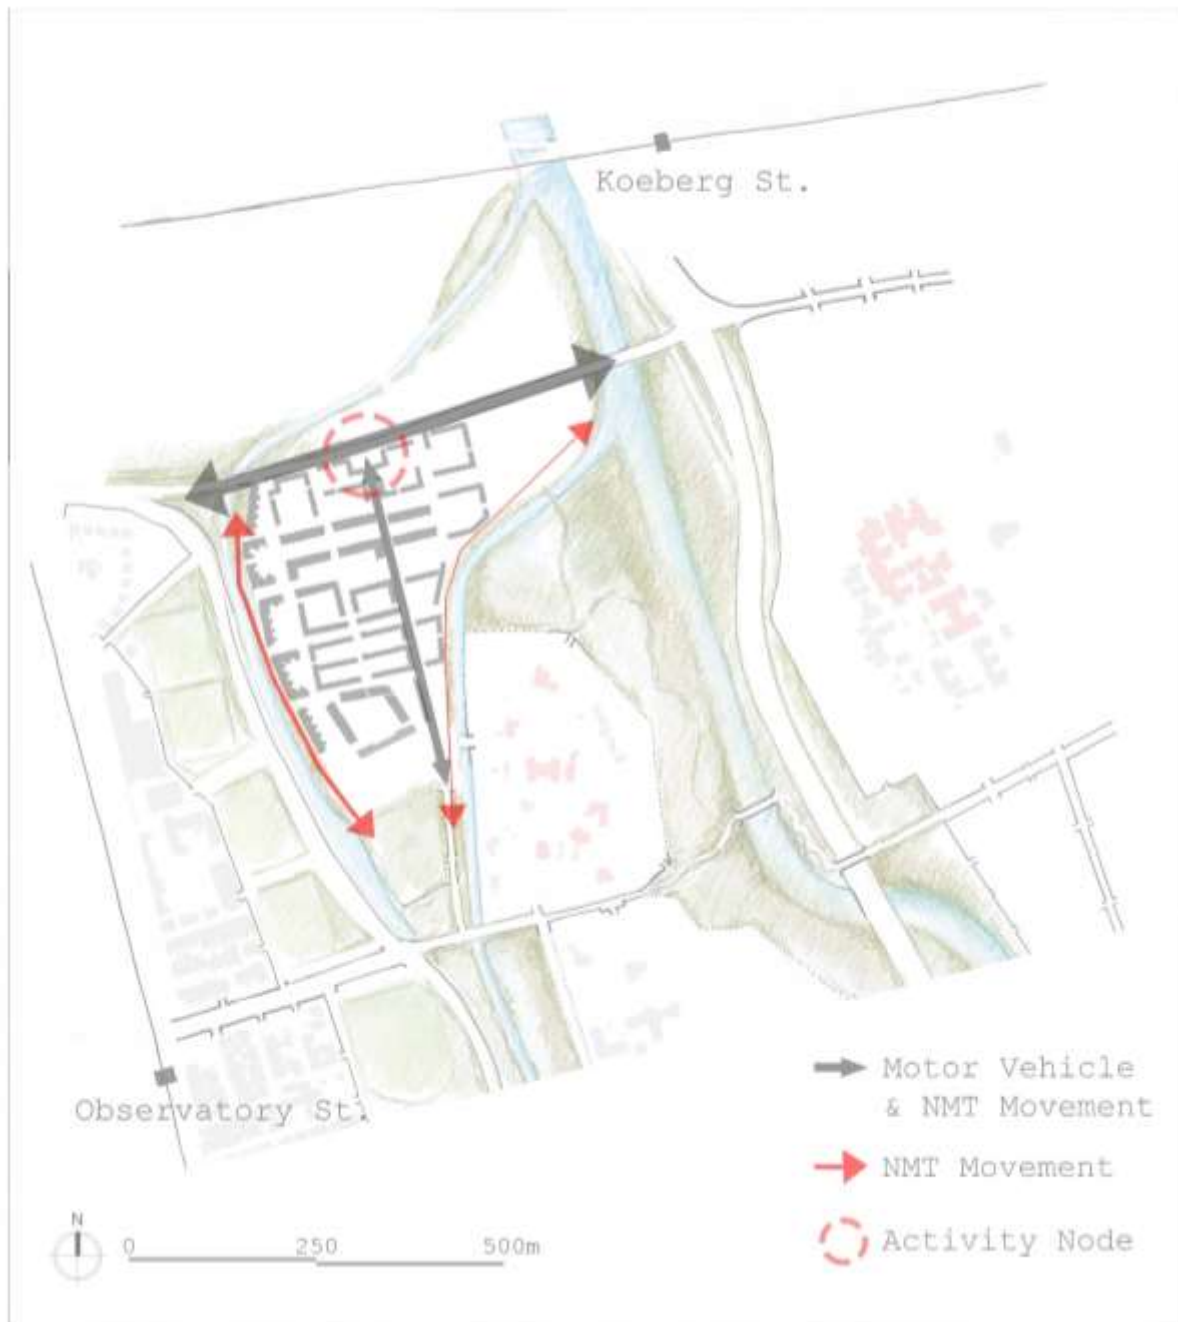 Koeberg St.
Observatory St.
Motor Vehicle
& NMT Movement
NMT Movement
Activity Node
N
0 250 500m